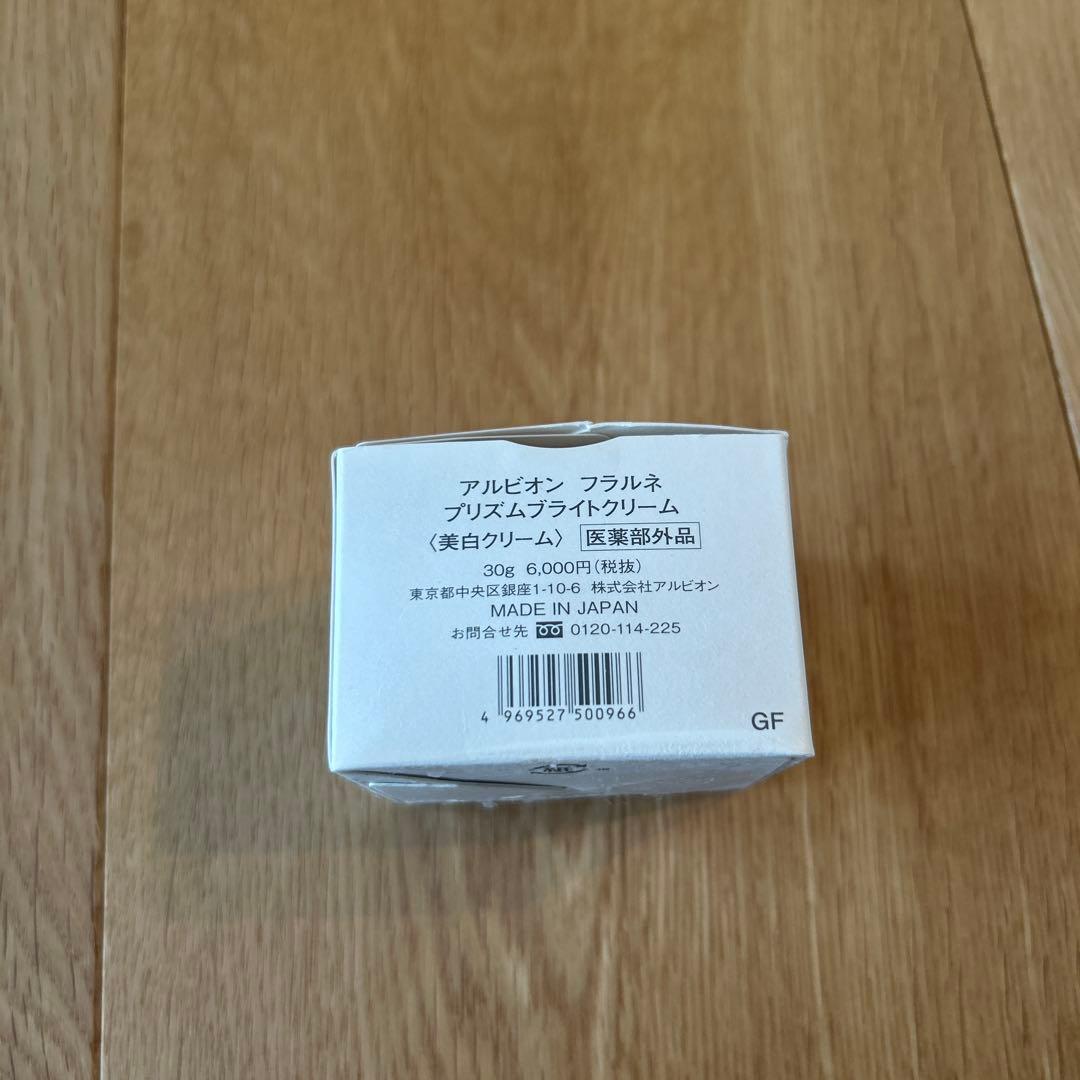 アルビオン フラルネ
プリズムブライトクリーム
〈美白クリーム〉 医薬部外品
30g 6,000円(税抜)
東京都中央区銀座1-10-6 株式会社アルビオン
MADE IN JAPAN
お問合せ先 0120-114-225
4 969527 500966
GF